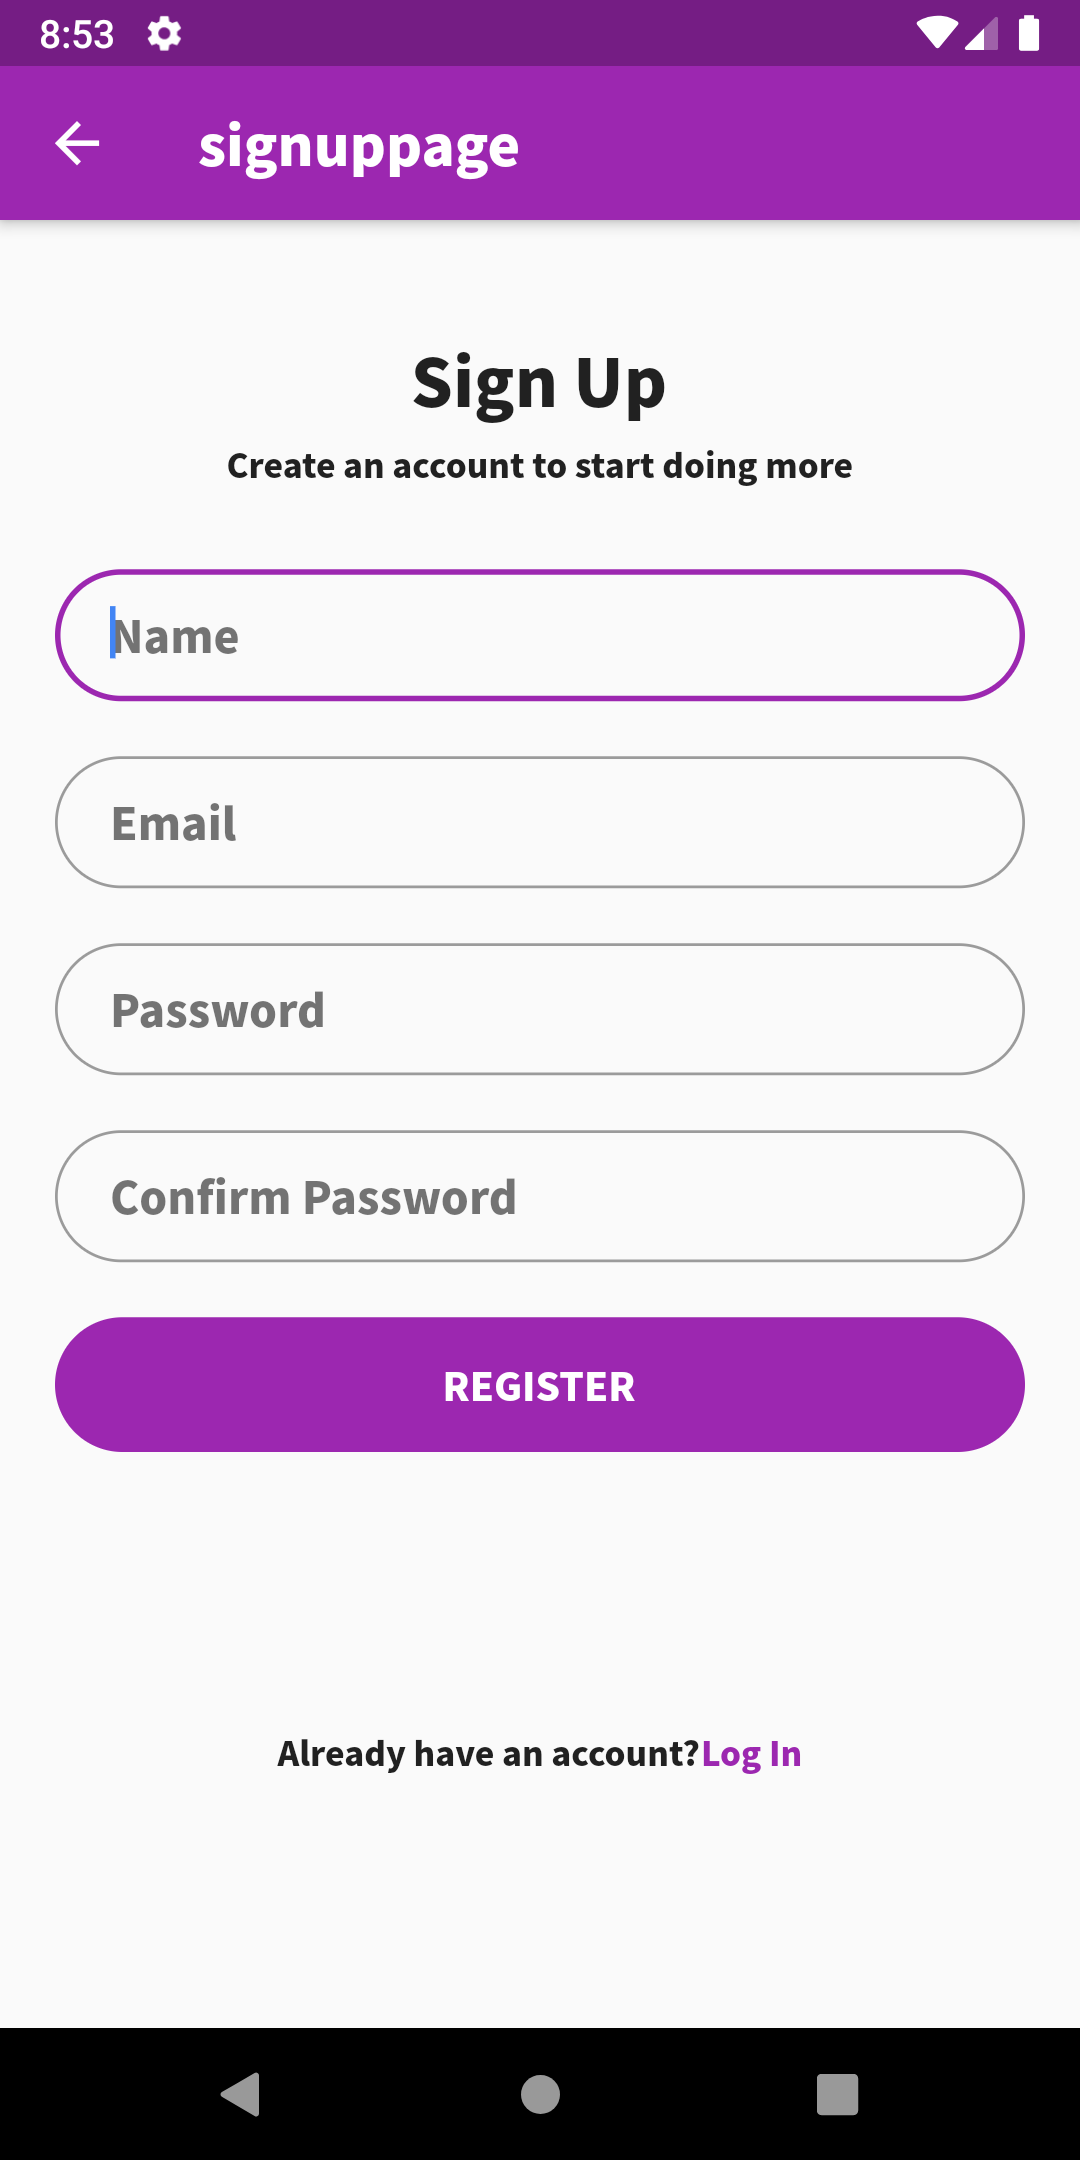 8:53
signuppage
Sign Up
Create an account to start doing more
Name
Email
Password
Confirm Password
REGISTER
Already have an account?Log In